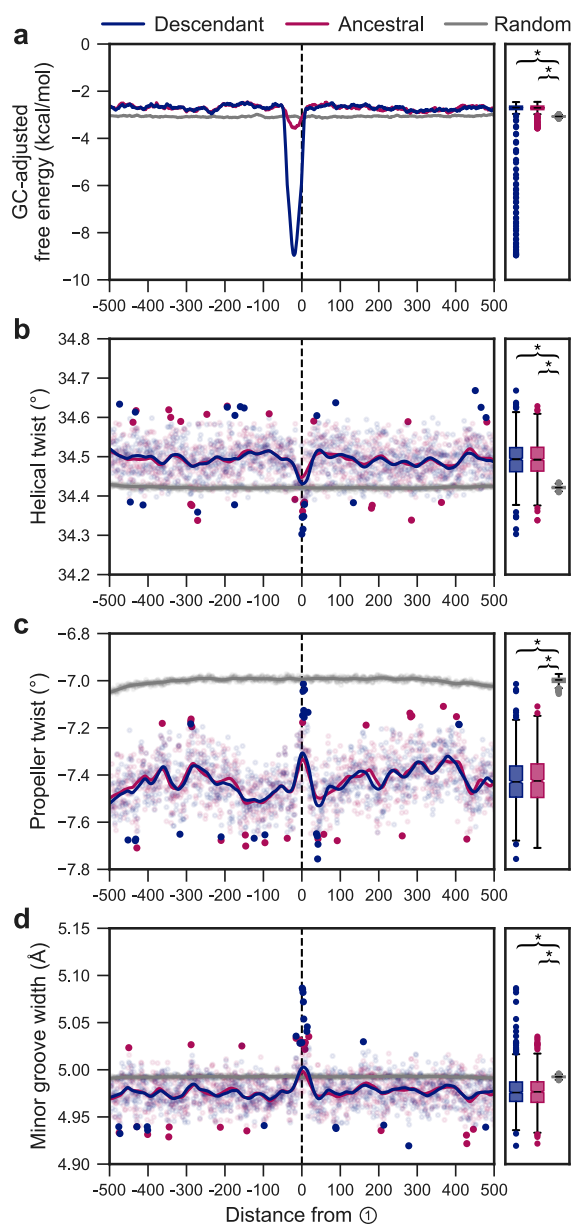 Descendant Ancestral Random
a
GC-adjusted
free energy (kcal/mol)
0
−2
−4
−6
−8
−10
* *
-500 -400 -300 -200 -100 0 100 200 300 400 500
b
Helical twist (°)
34.8
34.7
34.6
34.5
34.4
34.3
34.2
* *
-500 -400 -300 -200 -100 0 100 200 300 400 500
c
Propeller twist (°)
−6.8
−7.0
−7.2
−7.4
−7.6
−7.8
* *
-500 -400 -300 -200 -100 0 100 200 300 400 500
d
Minor groove width (Å)
5.15
5.10
5.05
5.00
4.95
4.90
* *
-500 -400 -300 -200 -100 0 100 200 300 400 500
Distance from ①